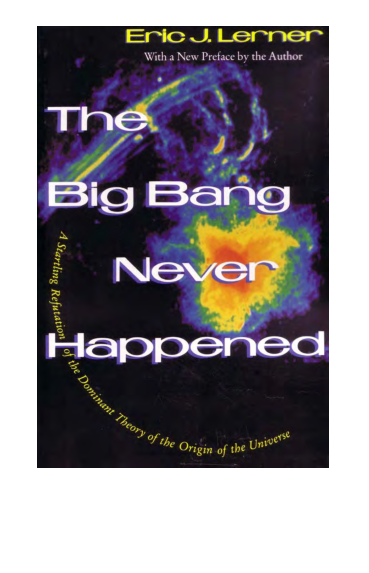 Eric J. Lerner
With a New Preface by the Author
The
Big Bang
Never
Happened
A Startling Refutation of the Dominant Theory of the Origin of the Universe